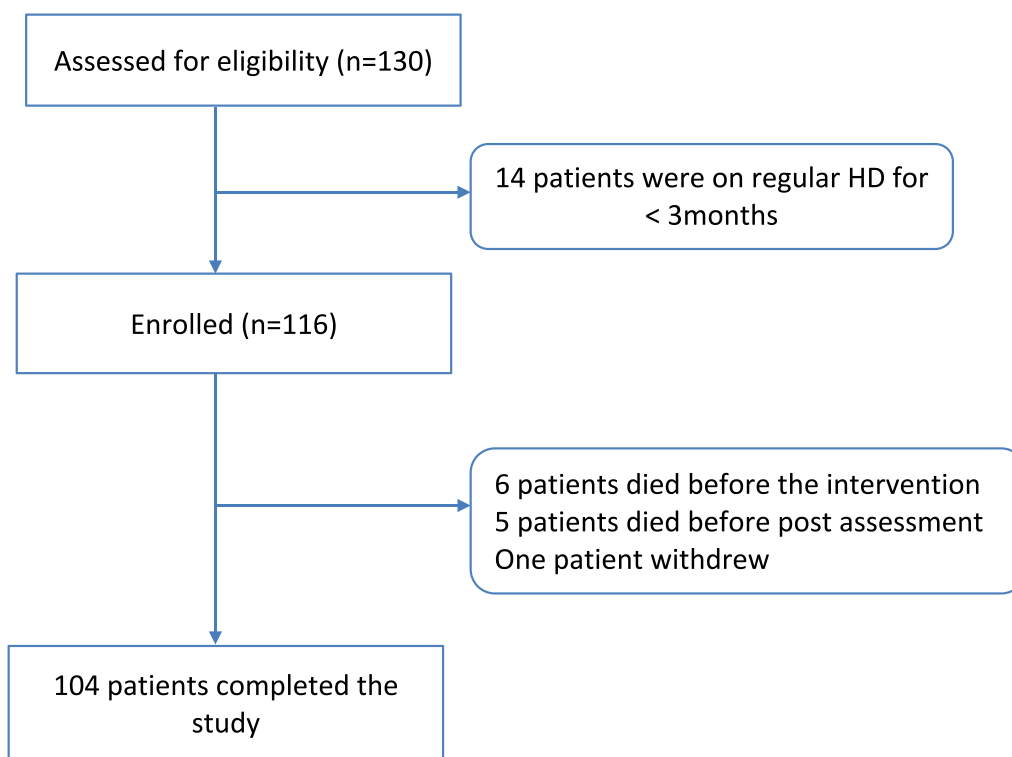 Assessed for eligibility (n=130)
14 patients were on regular HD for
< 3months
Enrolled (n=116)
6 patients died before the intervention
5 patients died before post assessment
One patient withdrew
104 patients completed the
study